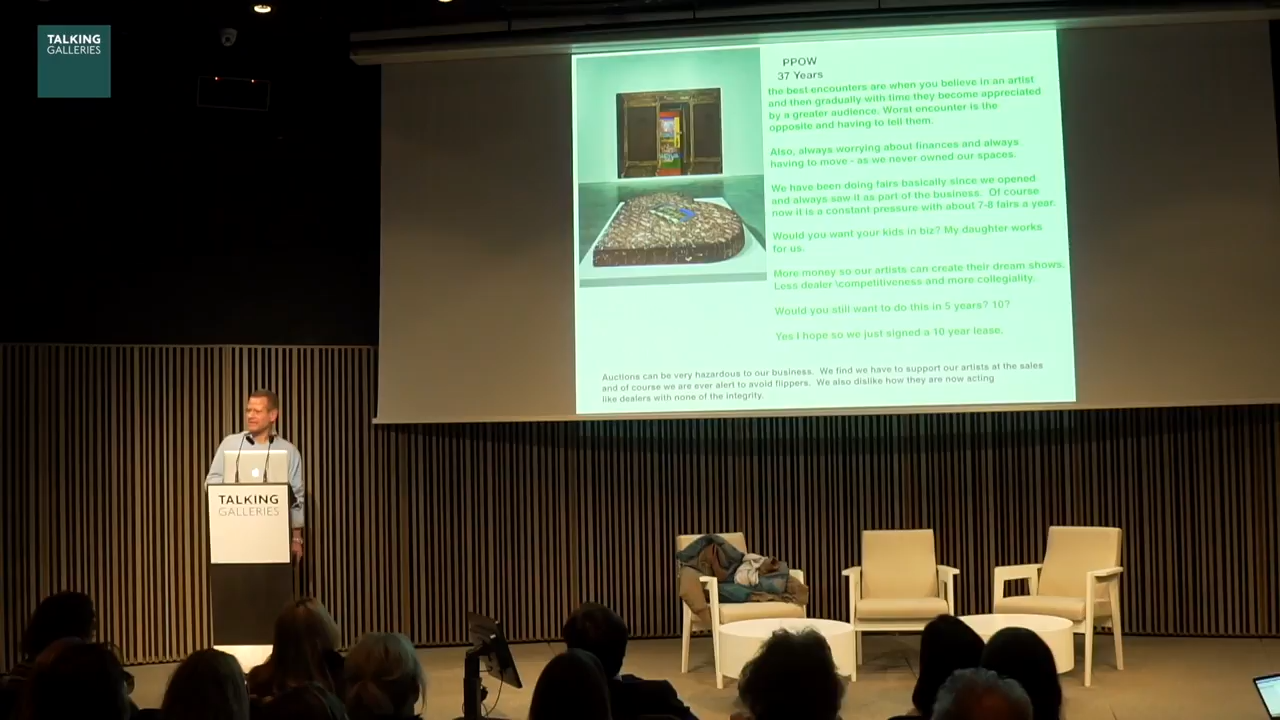 TALKING
GALLERIES
PPOW
37 Years
the best encounters are when you believe in an artist
and then gradually with time they become appreciated
by a greater audience. Worst encounter is the
opposite and having to tell them.
Also, always worrying about finances and always
having to move - as we never owned our spaces.
We have been doing fairs basically since we opened
and always saw it as part of the business. Of course
now it is a constant pressure with about 7-8 fairs a year.
Would you want your kids in biz? My daughter works
for us.
More money so our artists can create their dream shows.
Less dealer \competitiveness and more collegiality.
Would you still want to do this in 5 years? 10?
Yes I hope so we just signed a 10 year lease.
Auctions can be very hazardous to our business. We find we have to support our artists at the sales
and of course we are ever alert to avoid flippers. We also dislike how they are now acting
like dealers with none of the integrity.
TALKING
GALLERIES